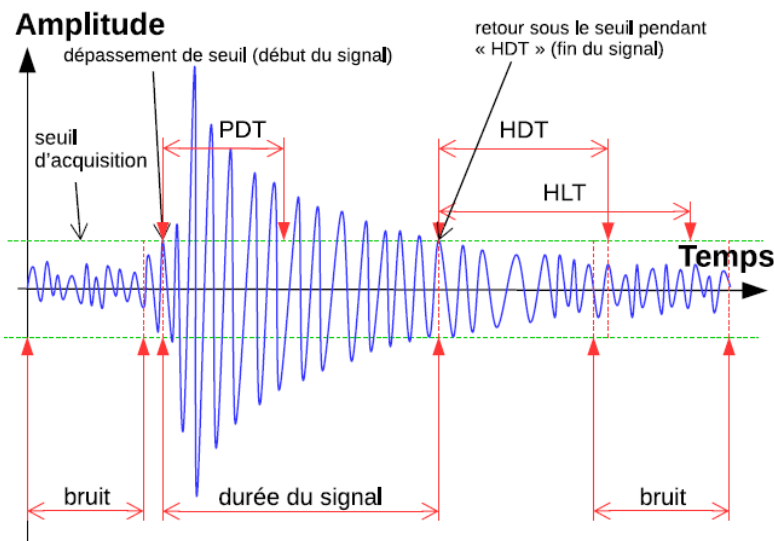 Amplitude
dépassement de seuil (début du signal)
retour sous le seuil pendant
« HDT » (fin du signal)
seuil
d'acquisition
PDT
HDT
HLT
Temps
bruit
durée du signal
bruit